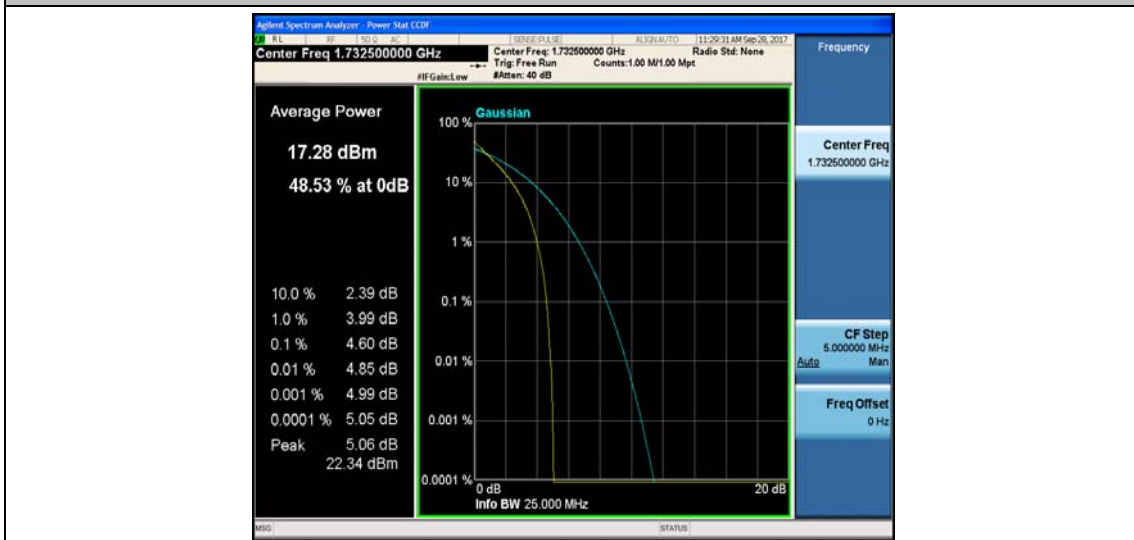 Agilent Spectrum Analyzer - Power Stat CCDF
RL RF 50 Ω AC SENSE:PULSE ALIGN AUTO 11:29:31 AM Sep 28, 2017
Center Freq 1.732500000 GHz
Center Freq: 1.732500000 GHz Radio Std: None
Trig: Free Run Counts:1.00 M/1.00 Mpt
#IFGain:Low #Atten: 40 dB
Frequency
Average Power
17.28 dBm
48.53 % at 0dB
10.0 % 2.39 dB
1.0 % 3.99 dB
0.1 % 4.60 dB
0.01 % 4.85 dB
0.001 % 4.99 dB
0.0001 % 5.05 dB
Peak 5.06 dB
22.34 dBm
Gaussian
100 %
10 %
1 %
0.1 %
0.01 %
0.001 %
0.0001 %
0 dB 20 dB
Info BW 25.000 MHz
Center Freq
1.732500000 GHz
CF Step
5.000000 MHz
Auto Man
Freq Offset
0 Hz
MSG STATUS